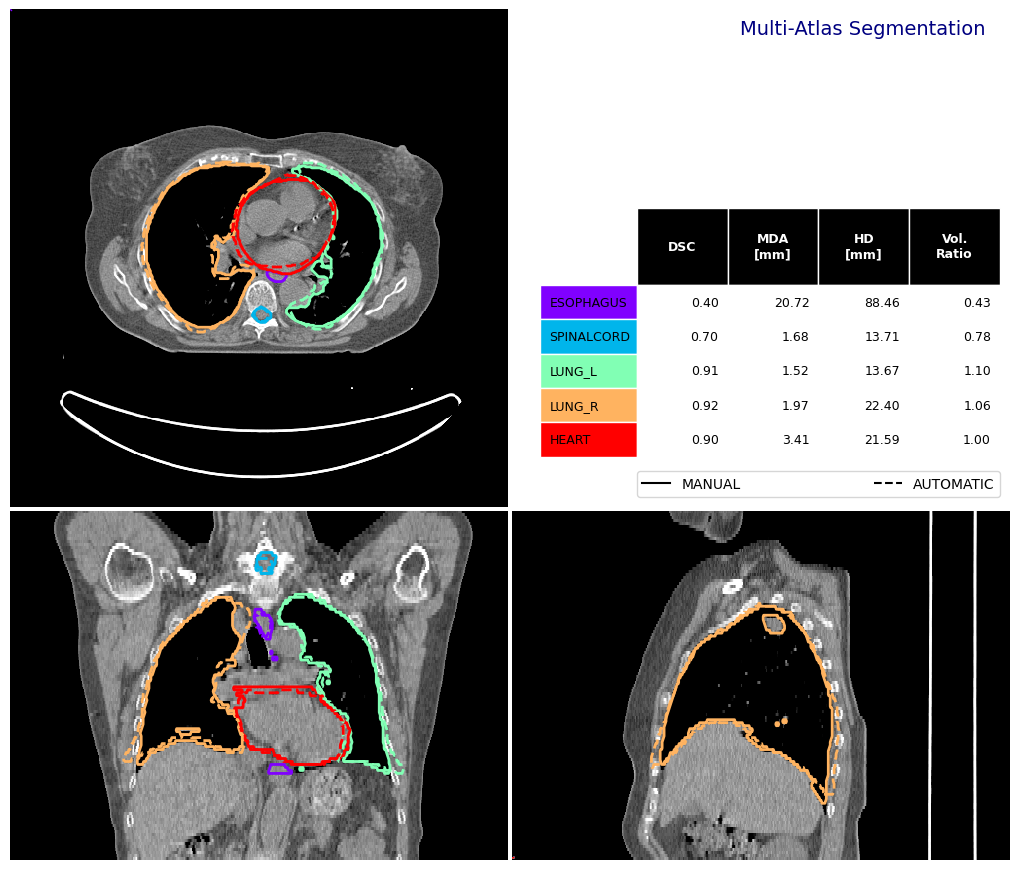 Multi-Atlas Segmentation
DSC MDA [mm] HD [mm] Vol. Ratio
ESOPHAGUS 0.40 20.72 88.46 0.43
SPINALCORD 0.70 1.68 13.71 0.78
LUNG_L 0.91 1.52 13.67 1.10
LUNG_R 0.92 1.97 22.40 1.06
HEART 0.90 3.41 21.59 1.00
MANUAL AUTOMATIC